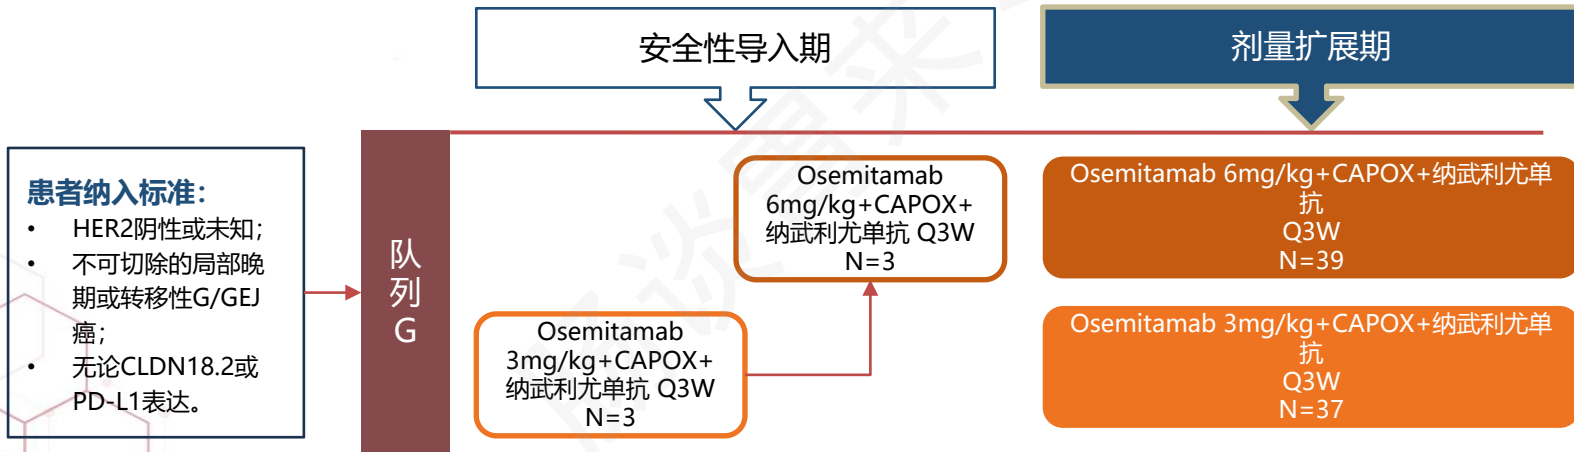 安全性导入期
剂量扩展期
患者纳入标准：
• HER2阴性或未知；
• 不可切除的局部晚
期或转移性G/GEJ
癌；
• 无论CLDN18.2或
PD-L1表达。
队
列
G
Osemitamab
3mg/kg+CAPOX+
纳武利尤单抗 Q3W
N=3
Osemitamab
6mg/kg+CAPOX+
纳武利尤单抗 Q3W
N=3
Osemitamab 6mg/kg+CAPOX+纳武利尤单
抗
Q3W
N=39
Osemitamab 3mg/kg+CAPOX+纳武利尤单
抗
Q3W
N=37